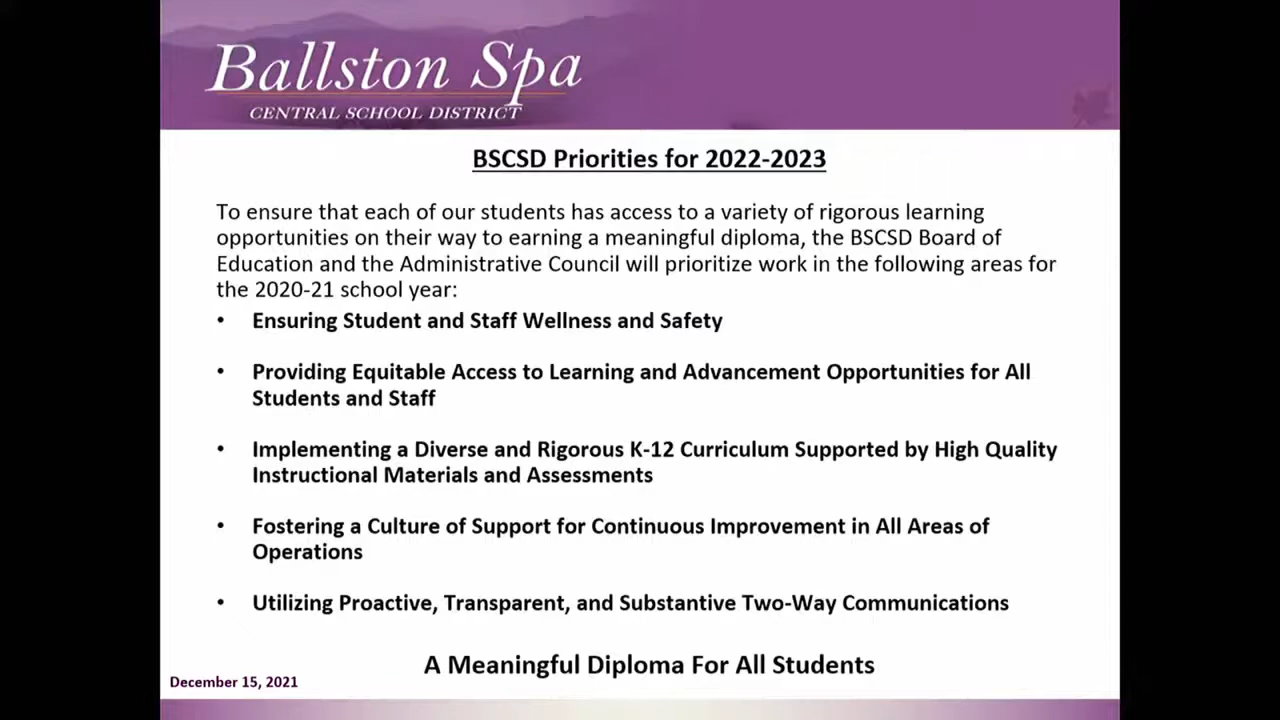 Ballston Spa
CENTRAL SCHOOL DISTRICT
BSCSD Priorities for 2022-2023
To ensure that each of our students has access to a variety of rigorous learning
opportunities on their way to earning a meaningful diploma, the BSCSD Board of
Education and the Administrative Council will prioritize work in the following areas for
the 2020-21 school year:
• Ensuring Student and Staff Wellness and Safety
• Providing Equitable Access to Learning and Advancement Opportunities for All
Students and Staff
• Implementing a Diverse and Rigorous K-12 Curriculum Supported by High Quality
Instructional Materials and Assessments
• Fostering a Culture of Support for Continuous Improvement in All Areas of
Operations
• Utilizing Proactive, Transparent, and Substantive Two-Way Communications
A Meaningful Diploma For All Students
December 15, 2021